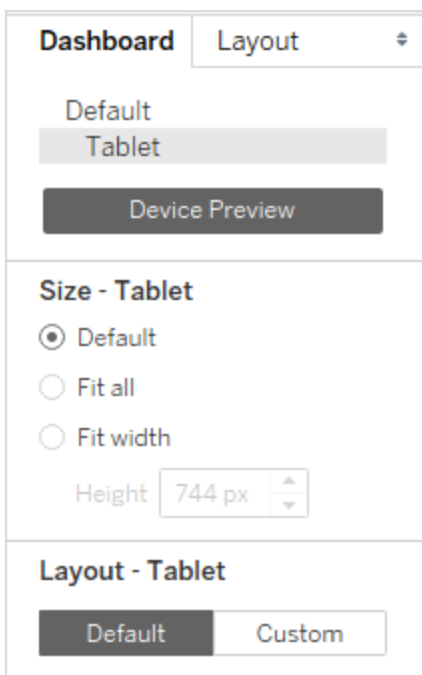 Dashboard Layout
Default
Tablet
Device Preview
Size - Tablet
Default
Fit all
Fit width
Height 744 px
Layout - Tablet
Default Custom